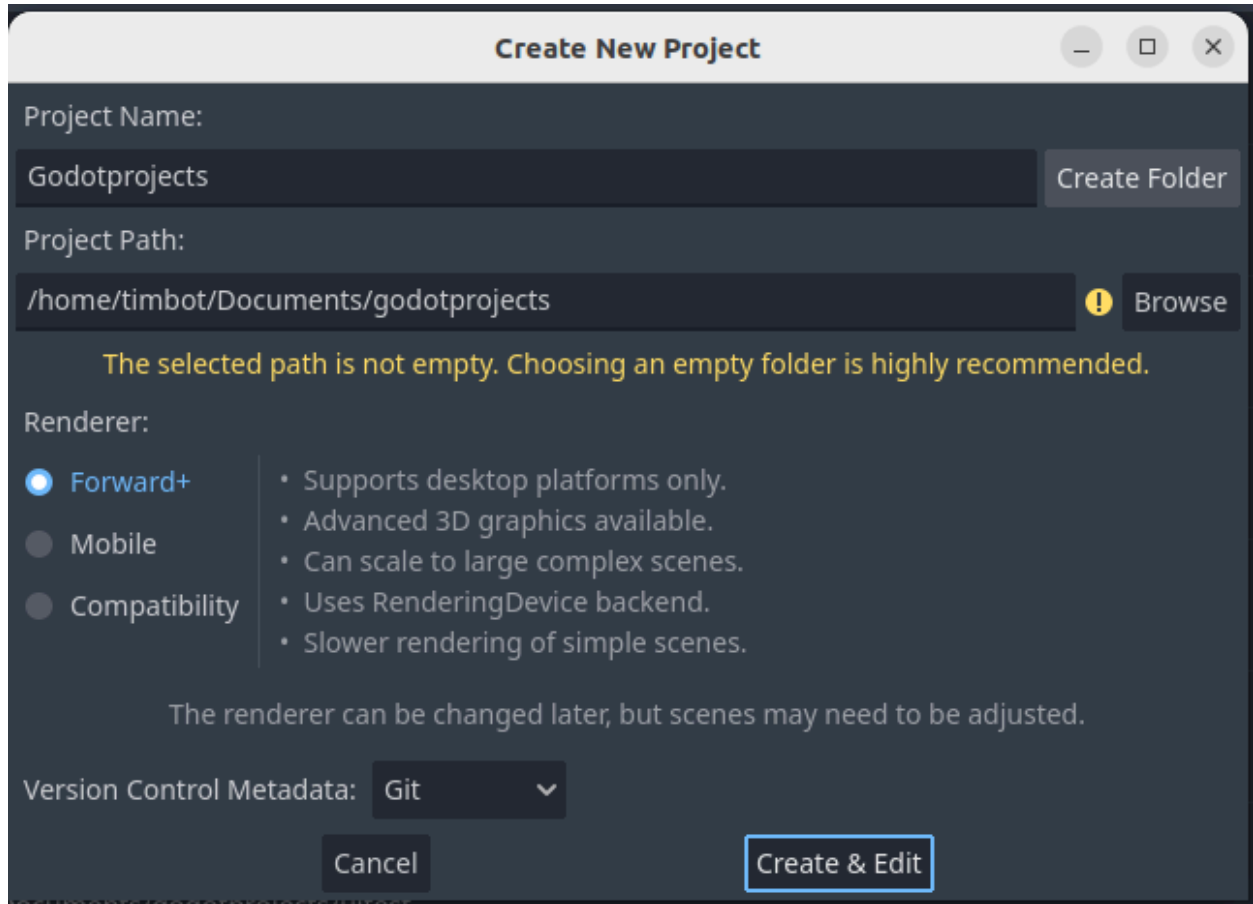 Create New Project
Project Name:
Godotprojects
Create Folder
Project Path:
/home/timbot/Documents/godotprojects
Browse
The selected path is not empty. Choosing an empty folder is highly recommended.
Renderer:
Forward+
Mobile
Compatibility
• Supports desktop platforms only.
• Advanced 3D graphics available.
• Can scale to large complex scenes.
• Uses RenderingDevice backend.
• Slower rendering of simple scenes.
The renderer can be changed later, but scenes may need to be adjusted.
Version Control Metadata: Git
Cancel
Create & Edit